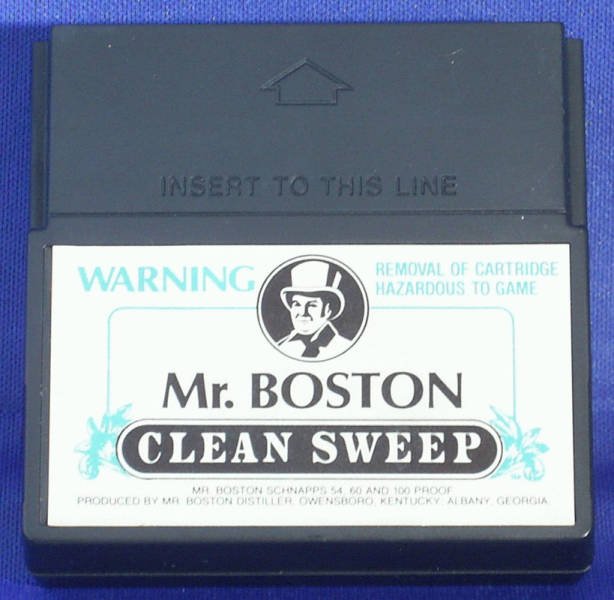 INSERT TO THIS LINE
WARNING
REMOVAL OF CARTRIDGE
HAZARDOUS TO GAME
Mr. BOSTON
CLEAN SWEEP
MR. BOSTON SCHNAPPS 54, 60 AND 100 PROOF
PRODUCED BY MR. BOSTON DISTILLER, OWENSBORO, KENTUCKY, ALBANY, GEORGIA.